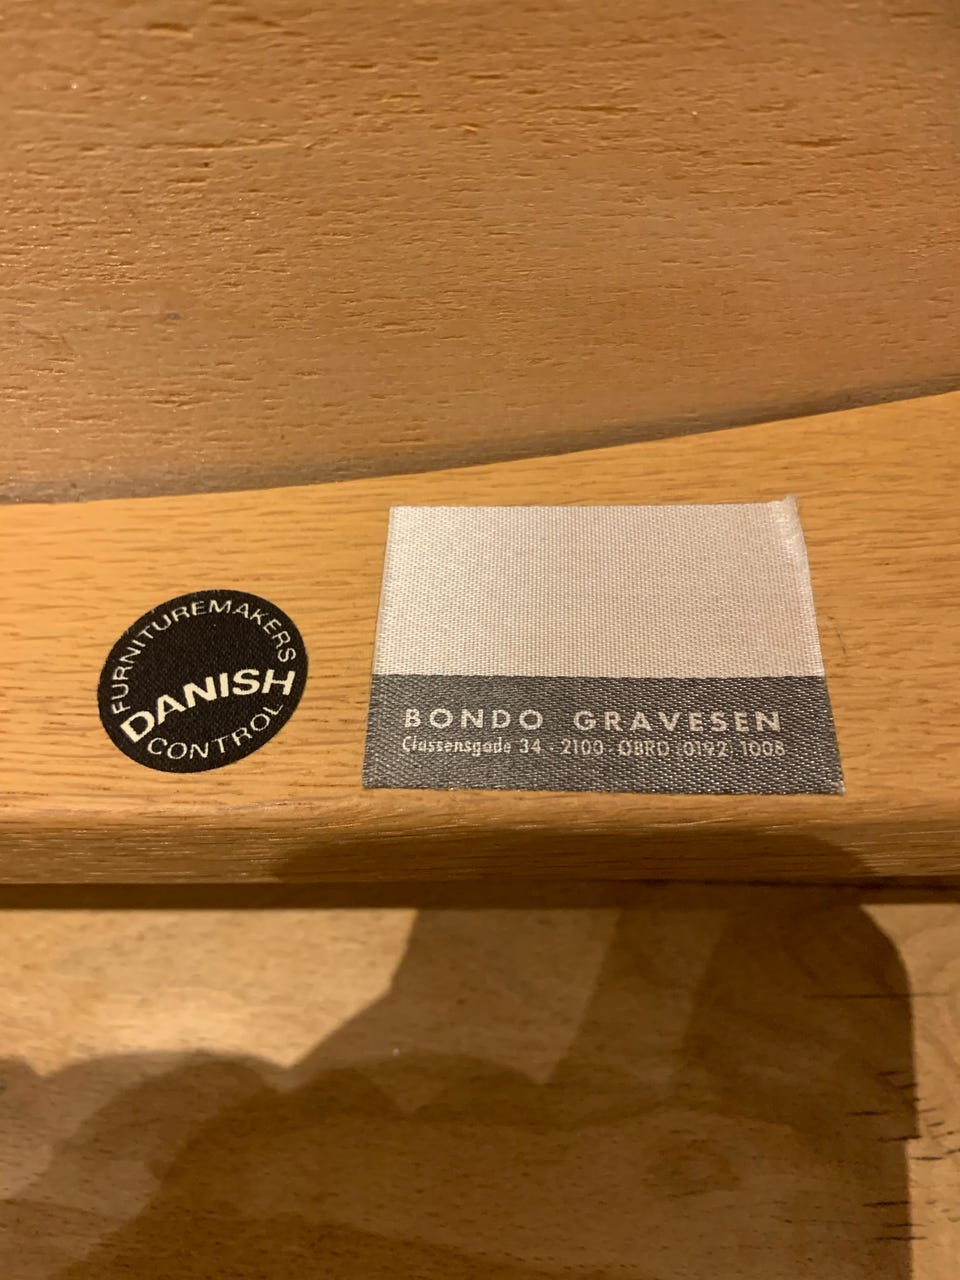 FURNITUREMAKERS
DANISH
CONTROL
BONDO GRAVESEN
Classensgade 34 - 2100 ØBRO 0192 1008